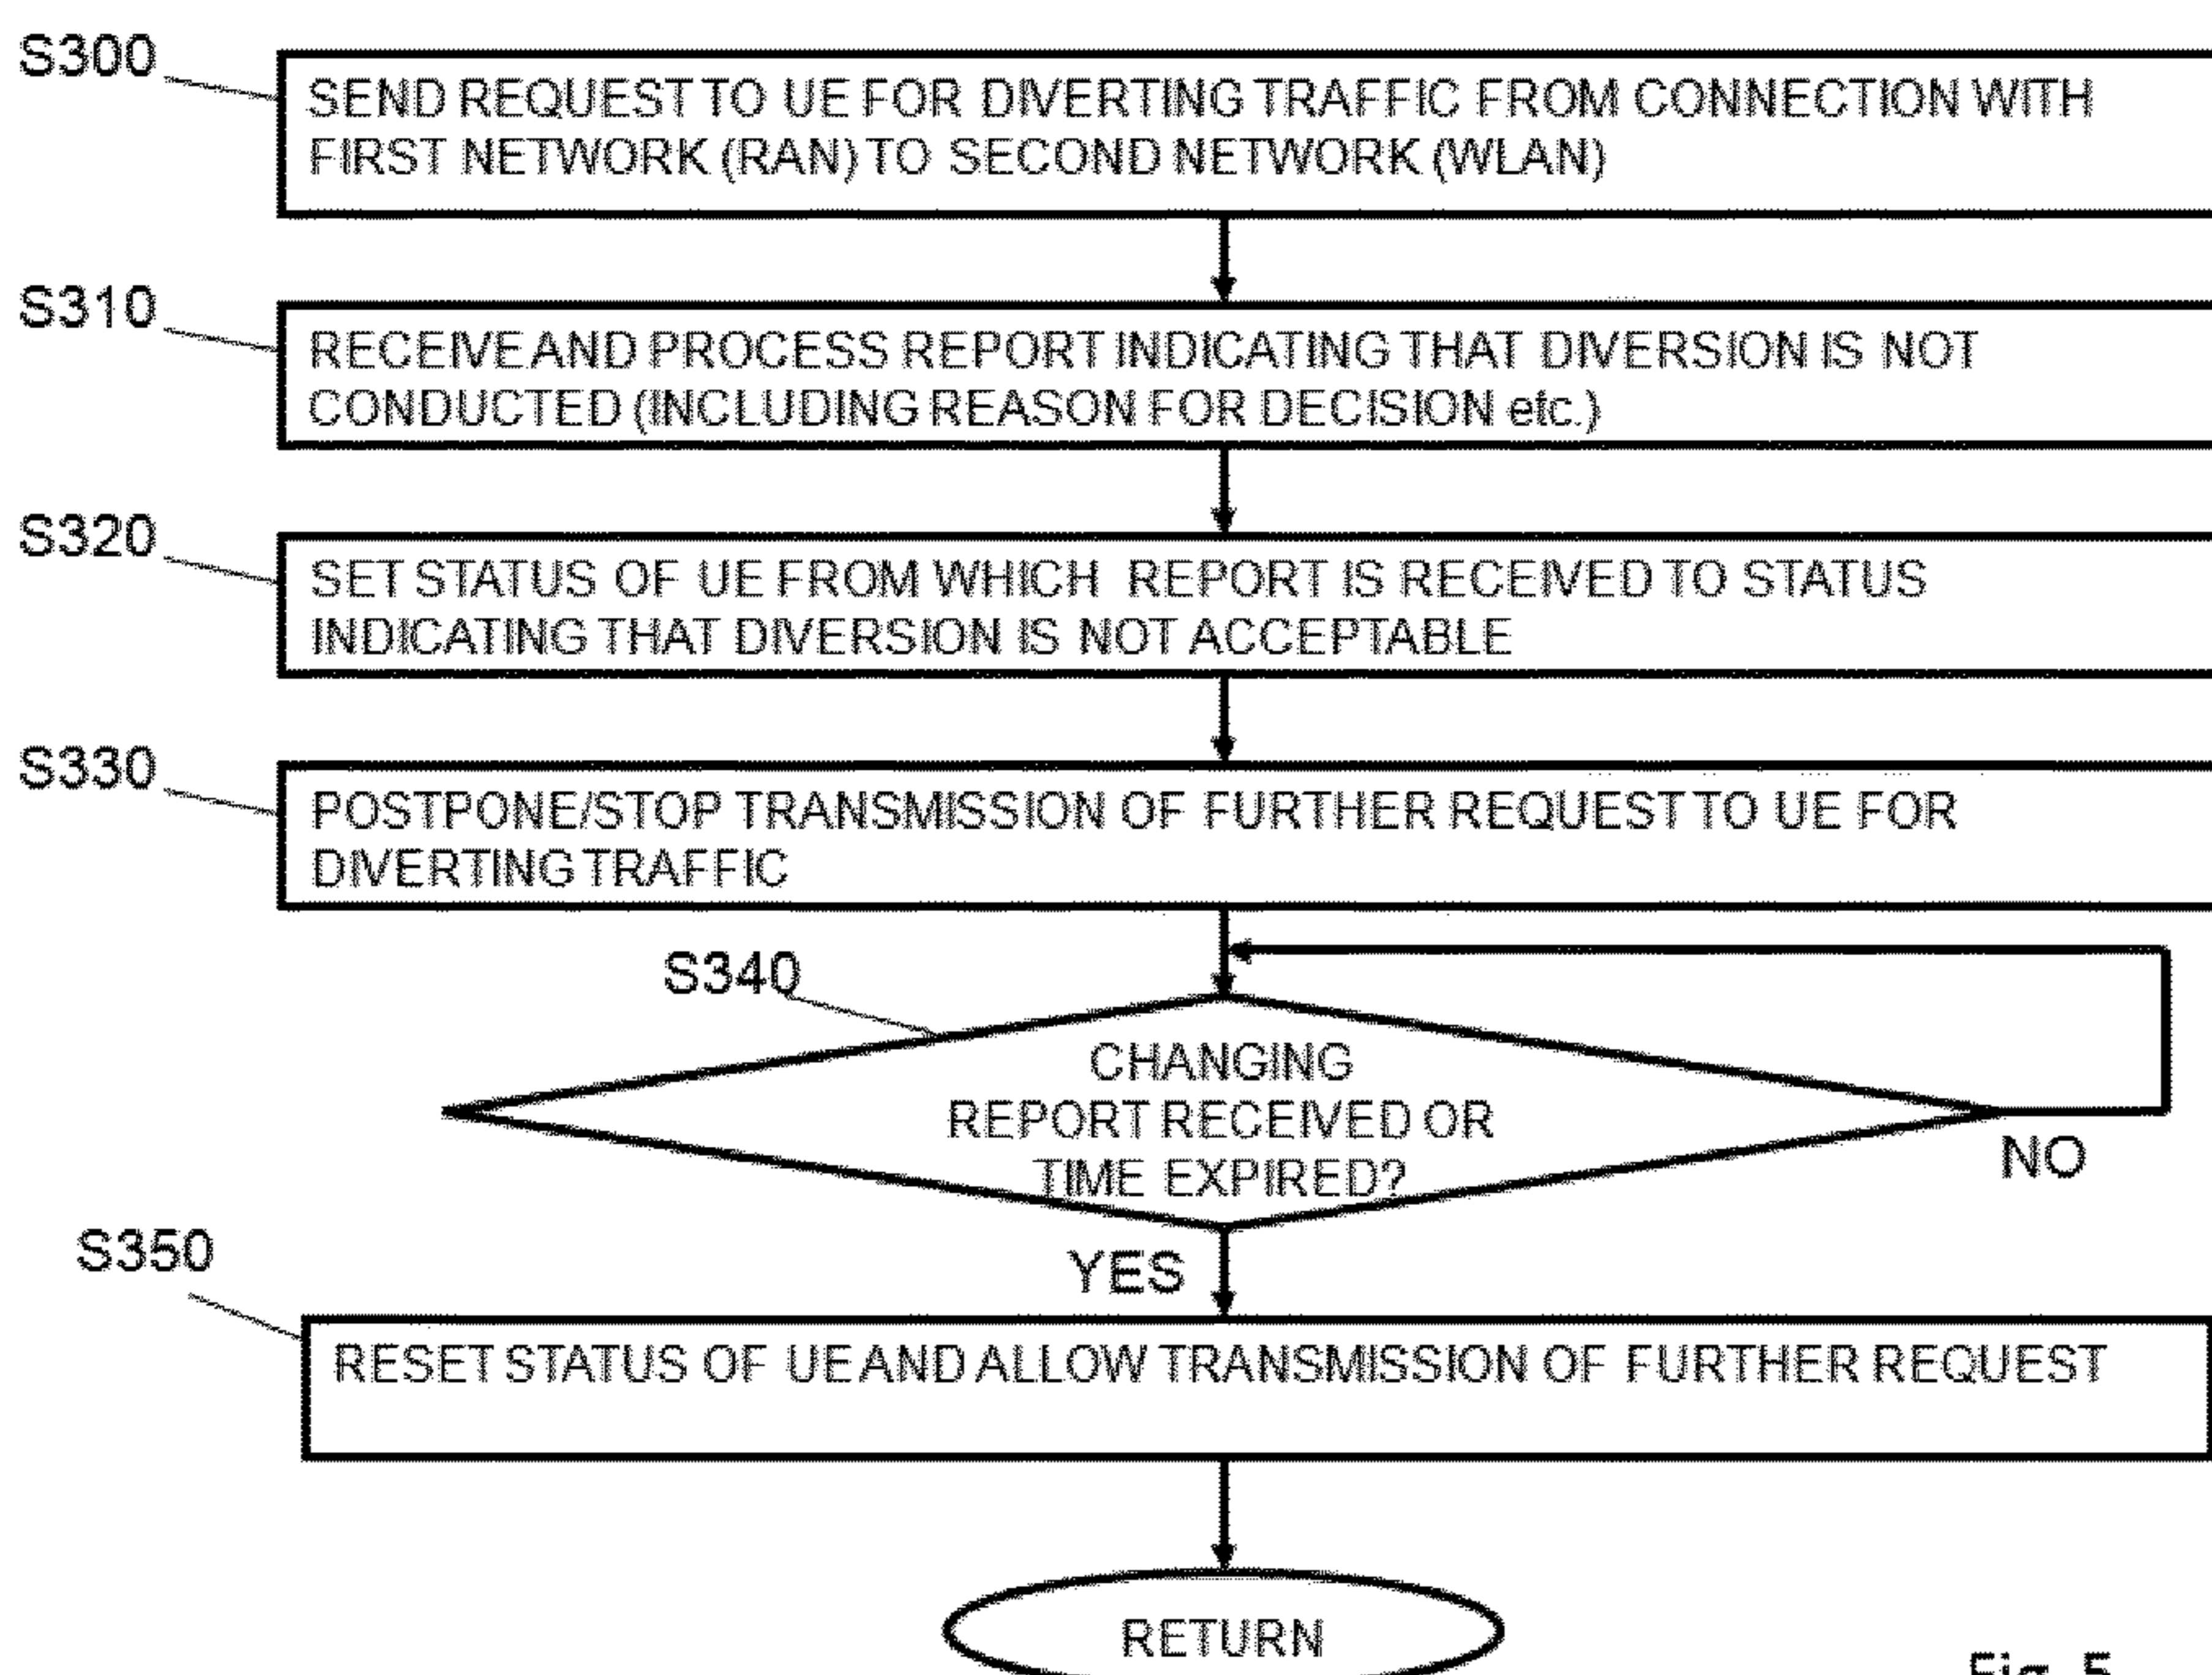 S300
SEND REQUEST TO UE FOR DIVERTING TRAFFIC FROM CONNECTION WITH
FIRST NETWORK (RAN) TO SECOND NETWORK (WLAN)
S310
RECEIVE AND PROCESS REPORT INDICATING THAT DIVERSION IS NOT
CONDUCTED (INCLUDING REASON FOR DECISION etc.)
S320
SET STATUS OF UE FROM WHICH REPORT IS RECEIVED TO STATUS
INDICATING THAT DIVERSION IS NOT ACCEPTABLE
S330
POSTPONE/STOP TRANSMISSION OF FURTHER REQUEST TO UE FOR
DIVERTING TRAFFIC
S340
CHANGING
REPORT RECEIVED OR
TIME EXPIRED?
NO
YES
S350
RESET STATUS OF UE AND ALLOW TRANSMISSION OF FURTHER REQUEST
RETURN
Fig. 5